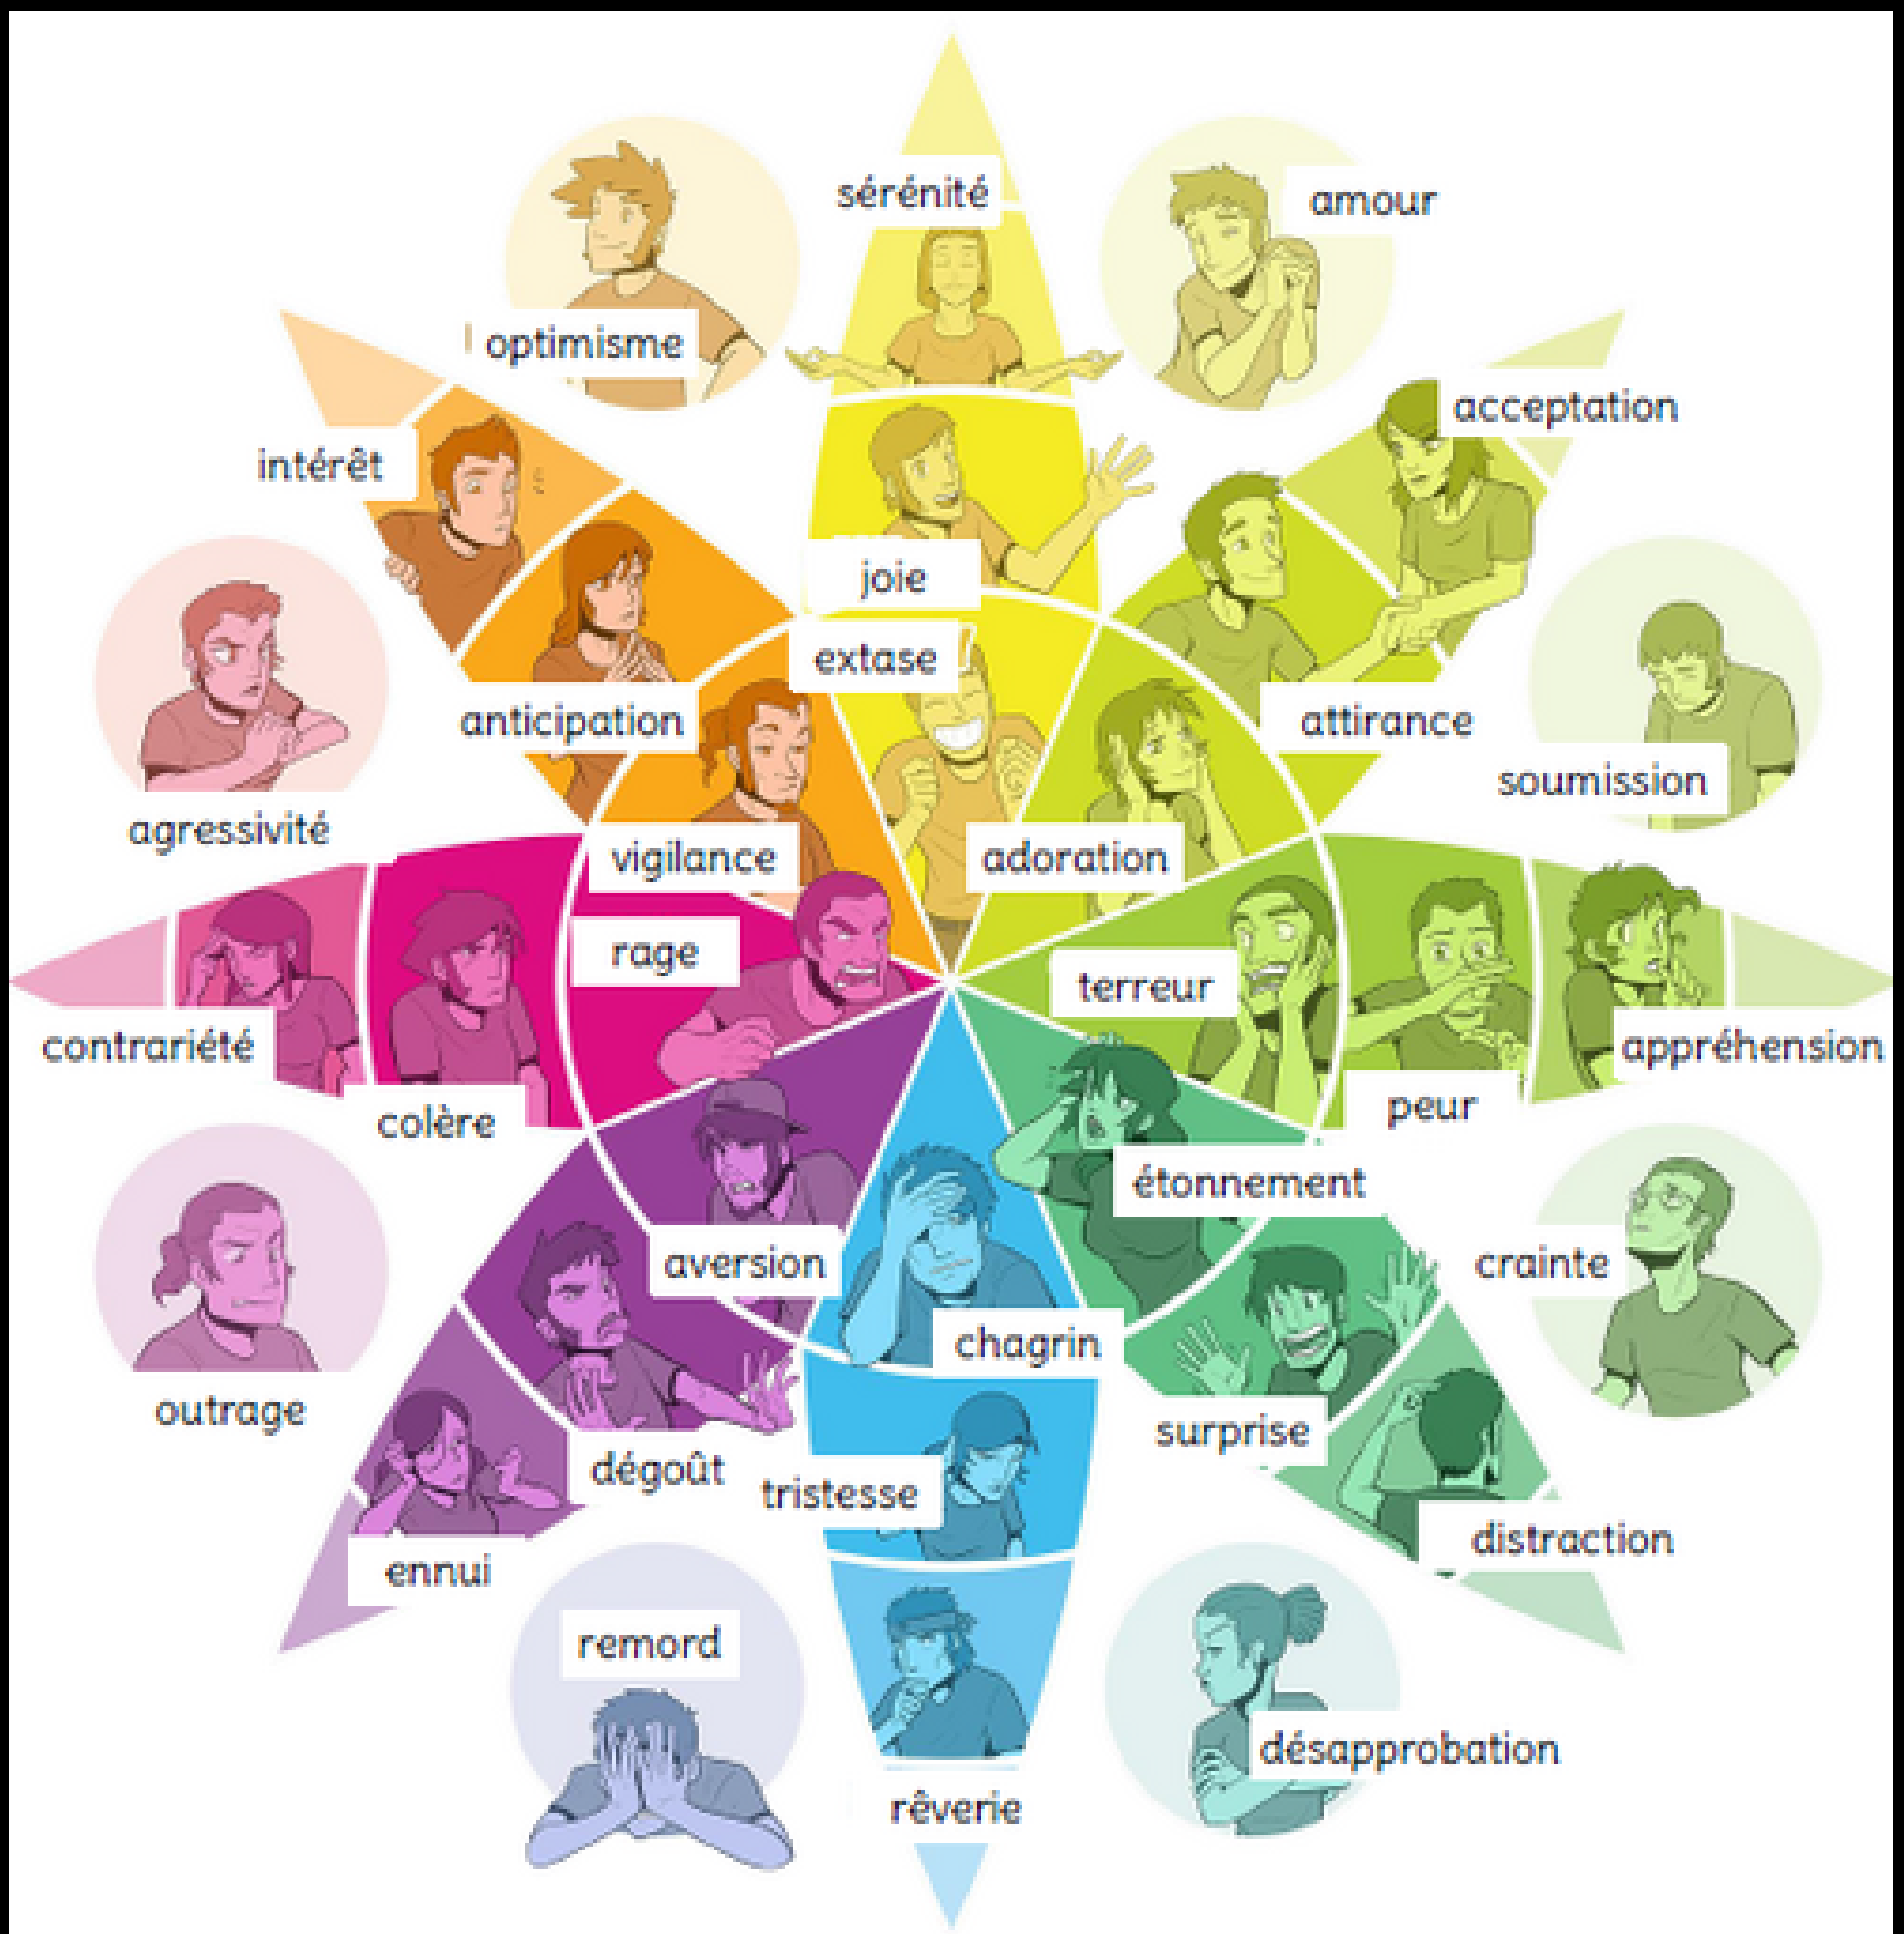 sérénité
amour
optimisme
acceptation
intérêt
joie
extase
anticipation
attirance
soumission
agressivité
vigilance
adoration
rage
terreur
contrariété
appréhension
colère
peur
étonnement
aversion
crainte
chagrin
outrage
surprise
dégoût
tristesse
distraction
ennui
remord
désapprobation
rêverie